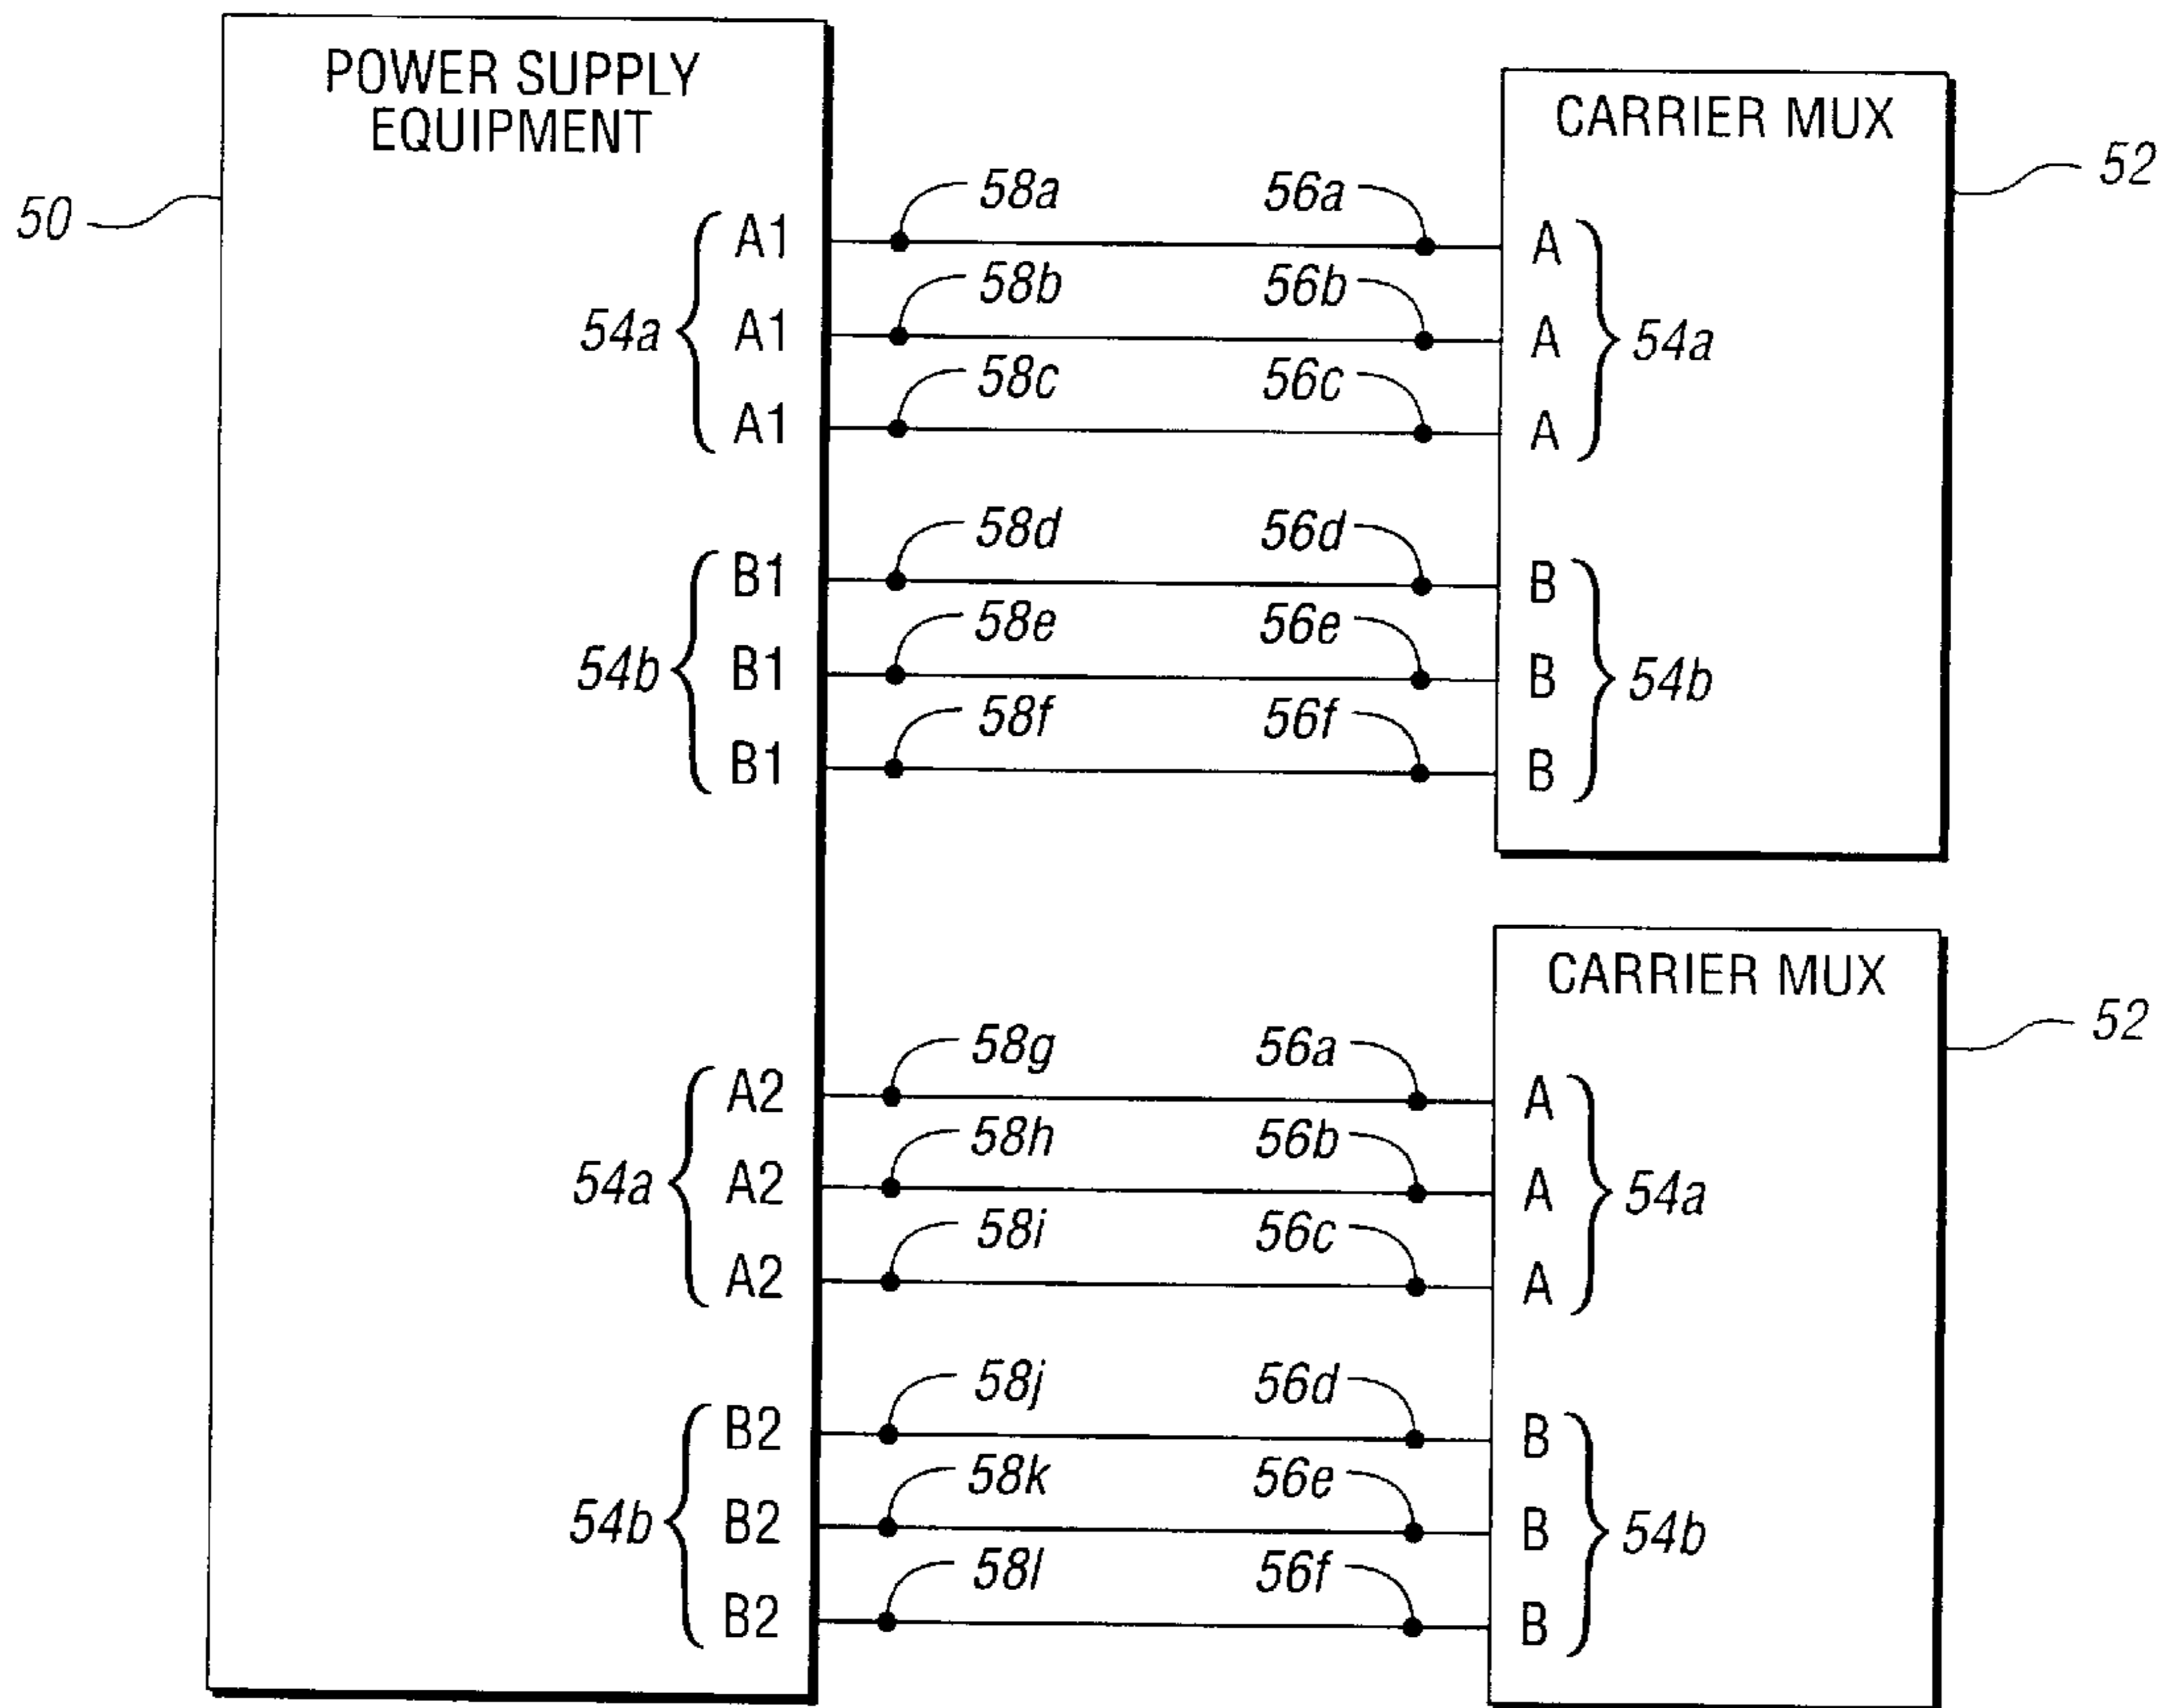 POWER SUPPLY
EQUIPMENT
CARRIER MUX
50
52
58a
56a
A1
A
58b
56b
54a
A1
A
54a
58c
56c
A1
A
58d
56d
B1
B
58e
56e
54b
B1
B
54b
58f
56f
B1
B
CARRIER MUX
52
58g
56a
A2
A
58h
56b
54a
A2
A
54a
58i
56c
A2
A
58j
56d
B2
B
58k
56e
54b
B2
B
54b
58l
56f
B2
B